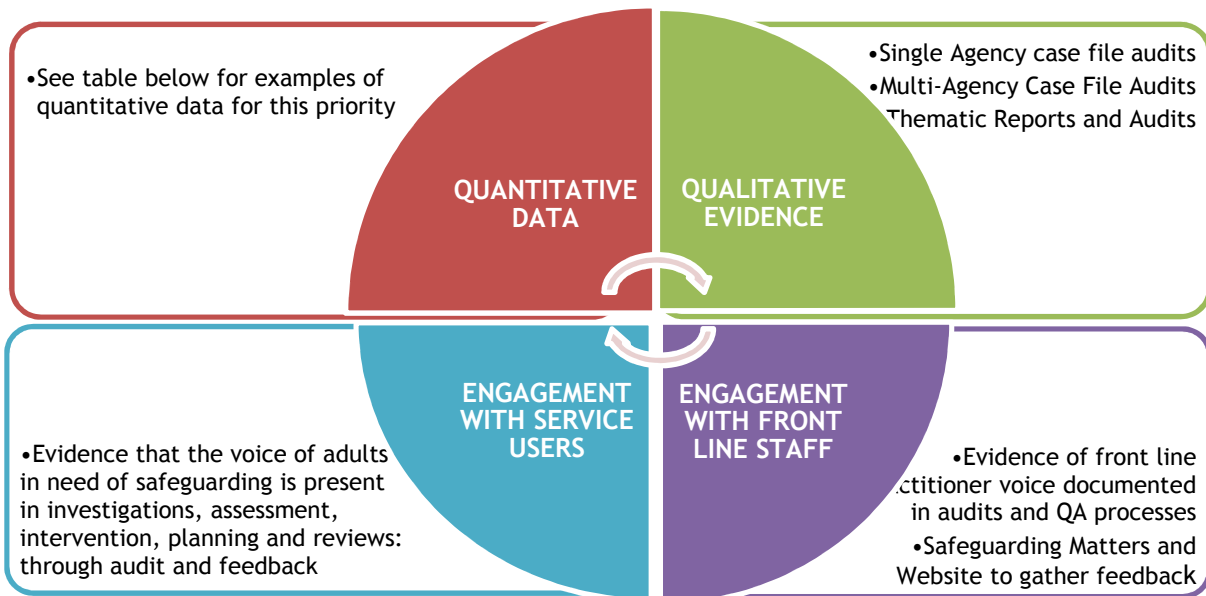 •See table below for examples of
quantitative data for this priority
QUANTITATIVE
DATA
•Single Agency case file audits
•Multi-Agency Case File Audits
Thematic Reports and Audits
QUALITATIVE
EVIDENCE
ENGAGEMENT
WITH SERVICE
USERS
•Evidence that the voice of adults
in need of safeguarding is present
in investigations, assessment,
intervention, planning and reviews:
through audit and feedback
ENGAGEMENT
WITH FRONT
LINE STAFF
•Evidence of front line
ctitioner voice documented
in audits and QA processes
•Safeguarding Matters and
Website to gather feedback